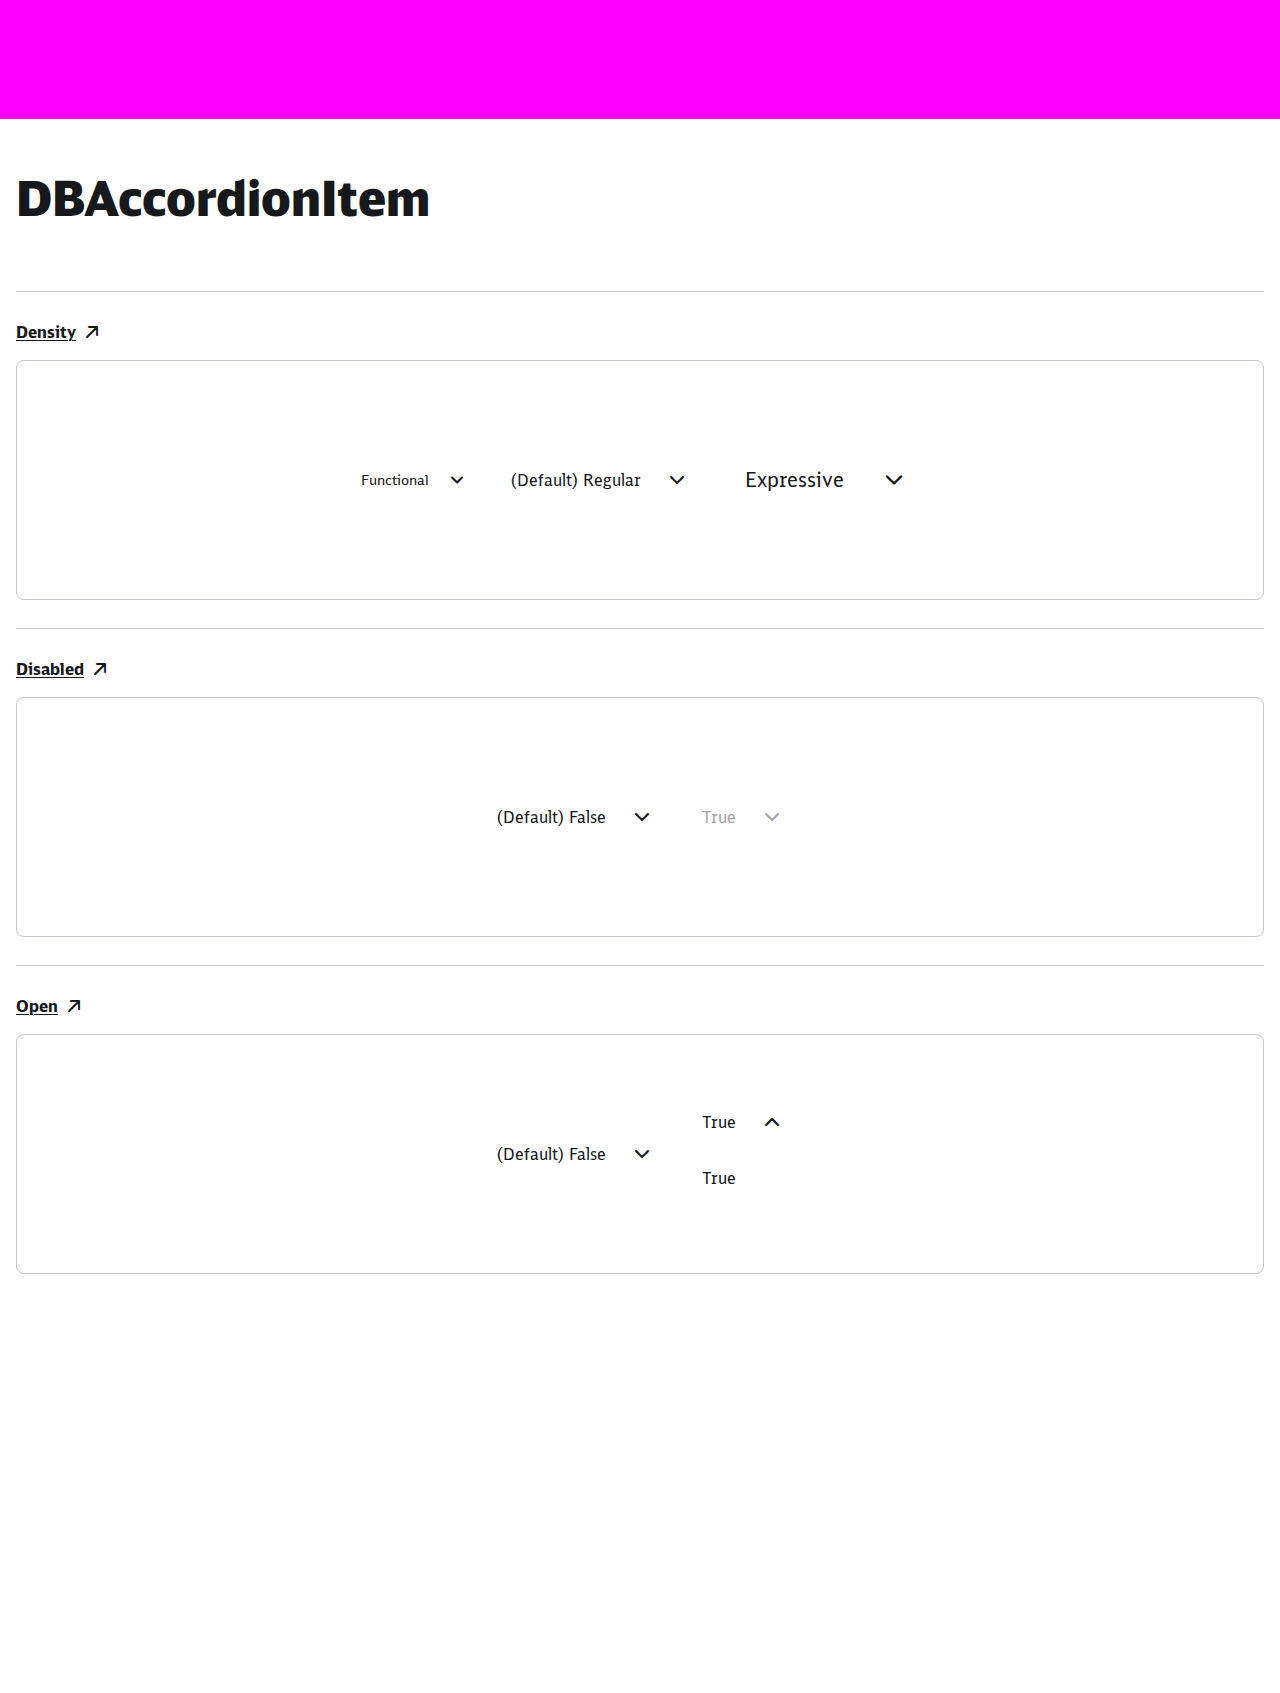 DBAccordionItem
Density
Functional (Default) Regular Expressive
Disabled
(Default) False True
Open
True
(Default) False
True